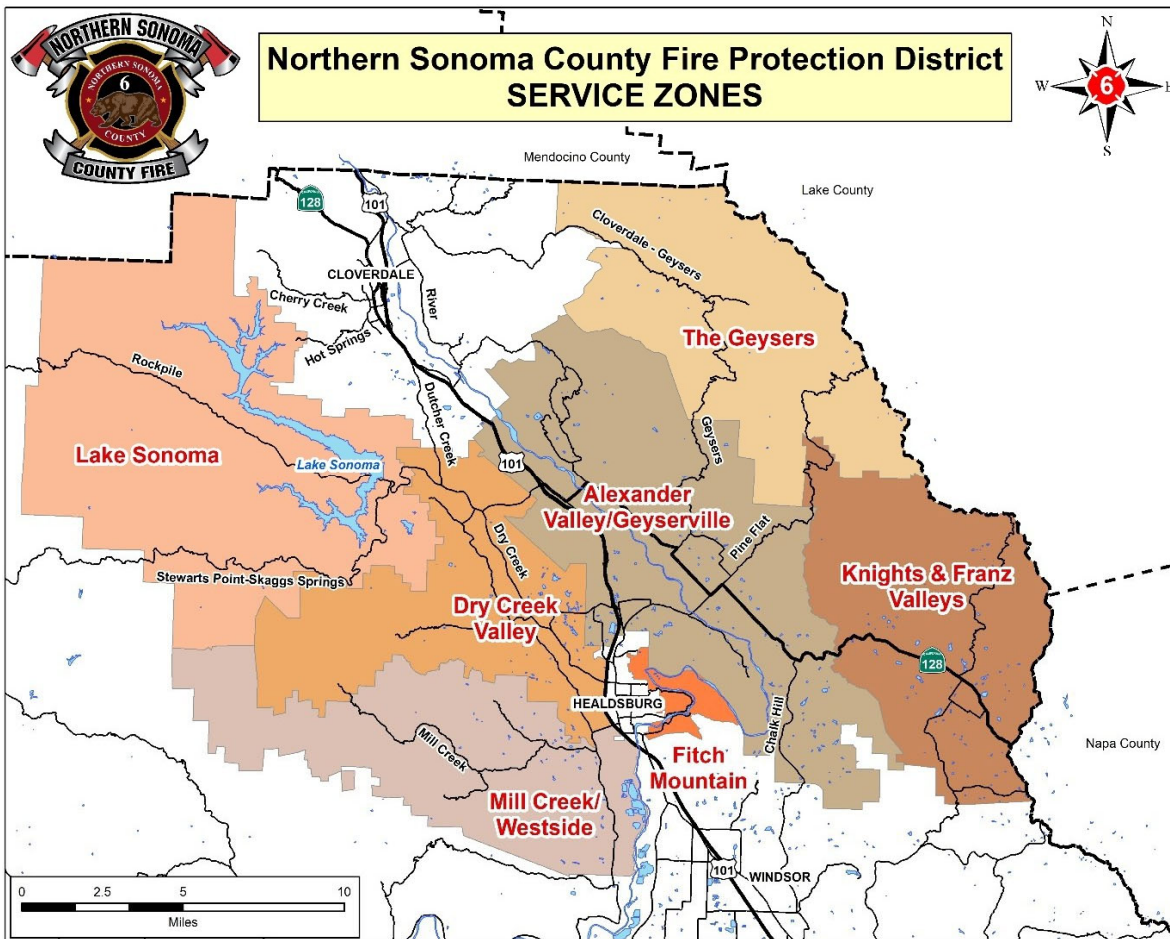 NORTHERN SONOMA
NORTHERN SONOMA
6
COUNTY
COUNTY FIRE
Northern Sonoma County Fire Protection District
SERVICE ZONES
N
W
6
E
S
Mendocino County
Lake County
128
101
Cloverdale - Geysers
CLOVERDALE
River
Cherry Creek
Hot Springs
The Geysers
Rockpile
Dutcher Creek
Geysers
Lake Sonoma
Lake Sonoma
101
Alexander
Valley/Geyserville
Dry Creek
Pine Flat
Stewarts Point-Skaggs Springs
Knights & Franz
Valleys
Dry Creek
Valley
128
HEALDSBURG
Chalk Hill
Mill Creek
Napa County
Fitch
Mountain
Mill Creek/
Westside
101
WINDSOR
0 2.5 5 10
Miles